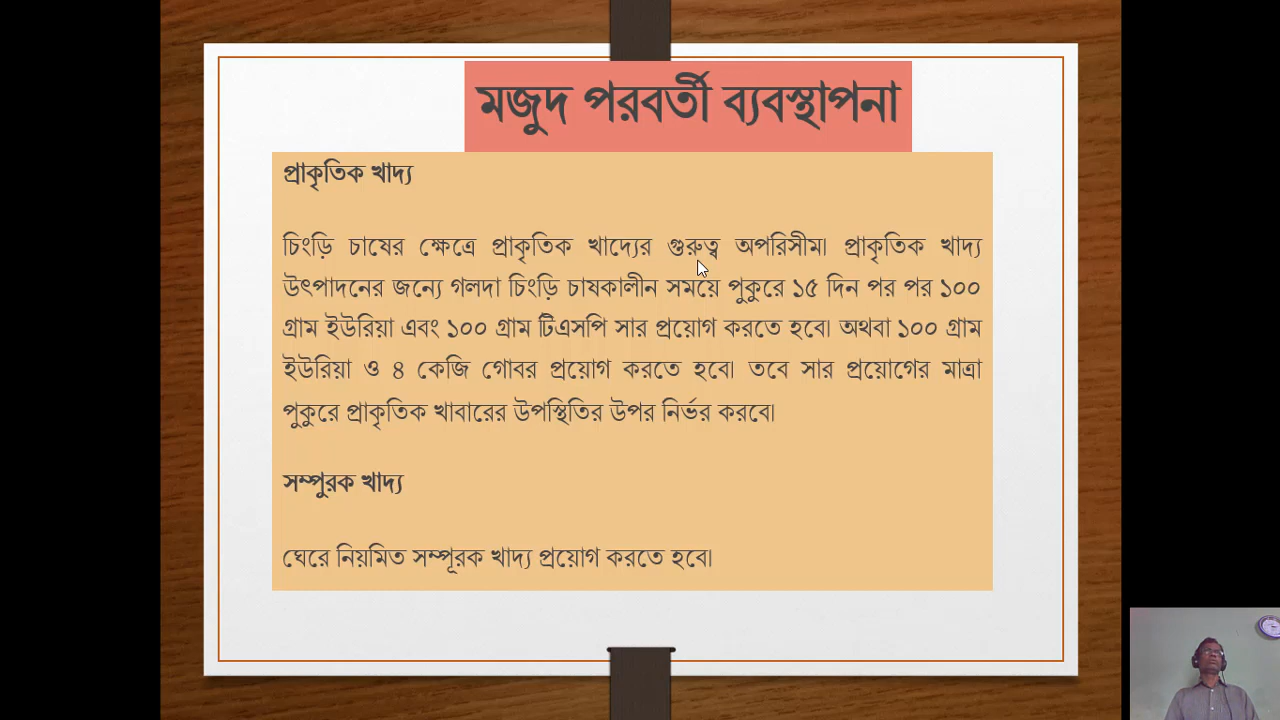 মজুদ পরবর্তী ব্যবস্থাপনা
প্রাকৃতিক খাদ্য
চিংড়ি চাষের ক্ষেত্রে প্রাকৃতিক খাদ্যের গুরুত্ব অপরিসীম। প্রাকৃতিক খাদ্য
উৎপাদনের জন্যে গলদা চিংড়ি চাষকালীন সময়ে পুকুরে ১৫ দিন পর পর ১০০
গ্রাম ইউরিয়া এবং ১০০ গ্রাম টিএসপি সার প্রয়োগ করতে হবে। অথবা ১০০ গ্রাম
ইউরিয়া ও ৪ কেজি গোবর প্রয়োগ করতে হবে। তবে সার প্রয়োগের মাত্রা
পুকুরে প্রাকৃতিক খাবারের উপস্থিতির উপর নির্ভর করবে।
সম্পুরক খাদ্য
ঘেরে নিয়মিত সম্পূরক খাদ্য প্রয়োগ করতে হবে।